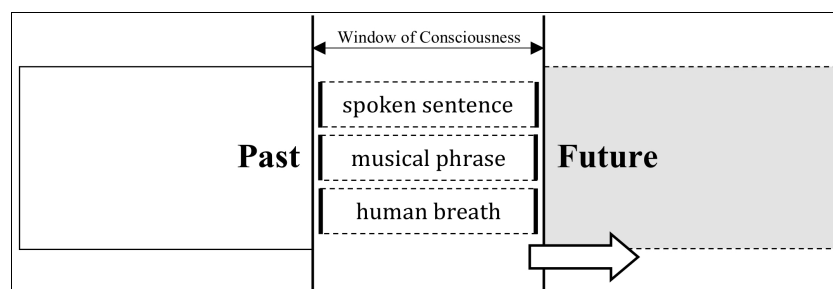 Window of Consciousness
spoken sentence
Past
musical phrase
Future
human breath